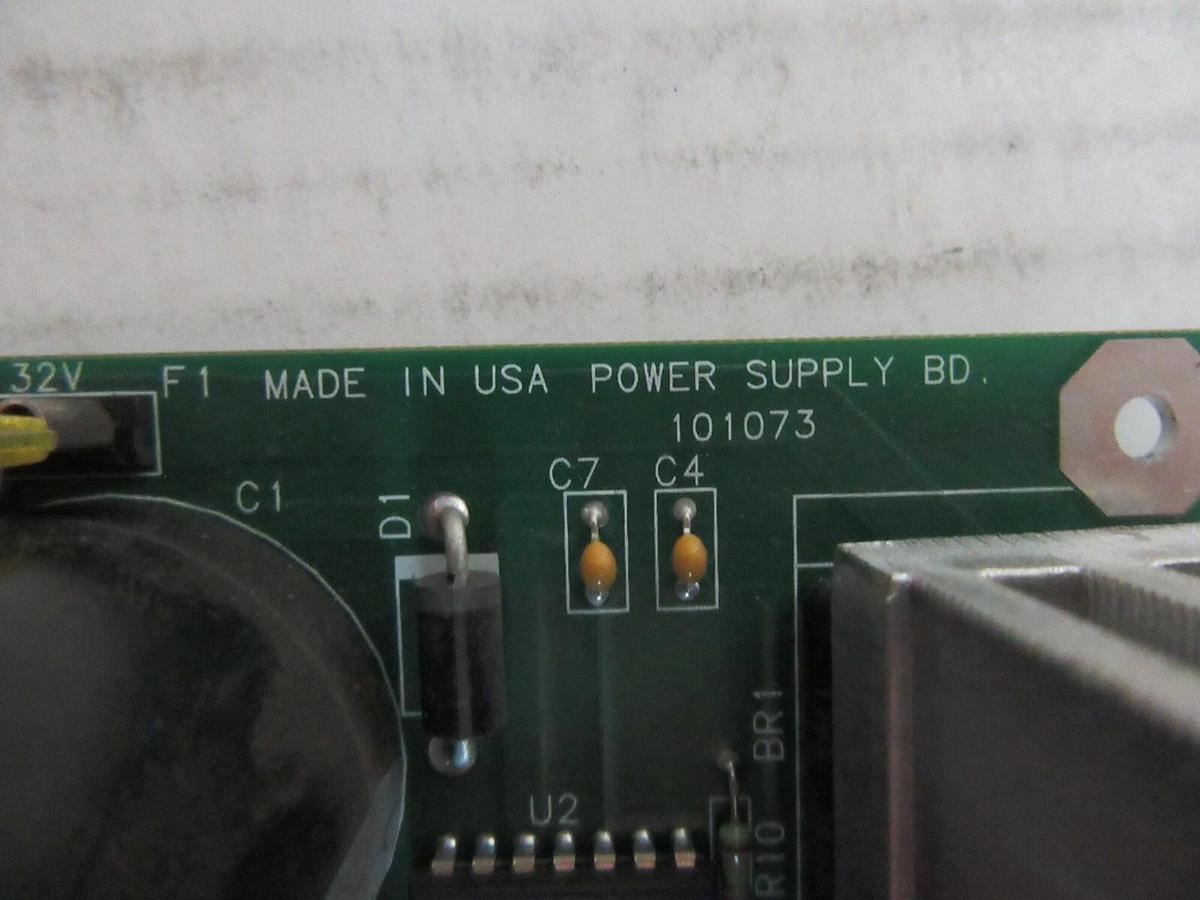 32V F1 MADE IN USA POWER SUPPLY BD.
101073
C7 C4
C1
D1
BR1
U2
R10